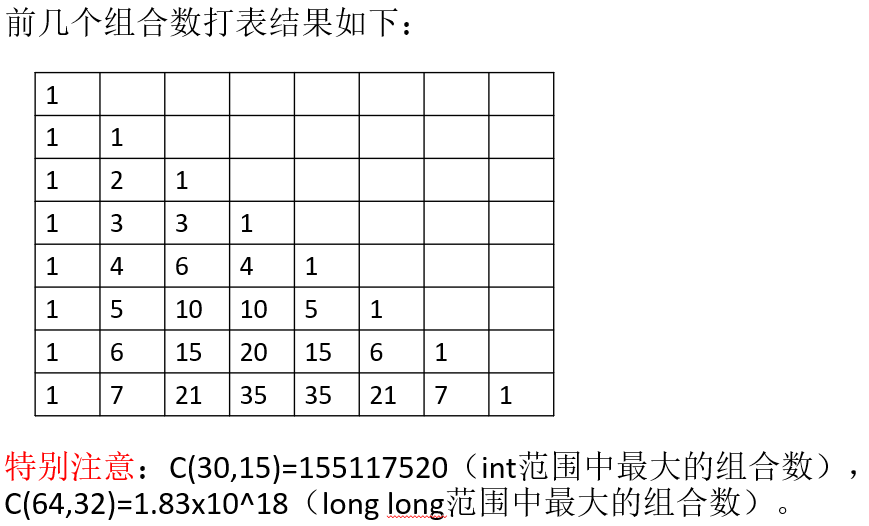 前几个组合数打表结果如下：
1
1 1
1 2 1
1 3 3 1
1 4 6 4 1
1 5 10 10 5 1
1 6 15 20 15 6 1
1 7 21 35 35 21 7 1
特别注意：C(30,15)=155117520（int范围中最大的组合数），
C(64,32)=1.83x10^18（long long范围中最大的组合数）。